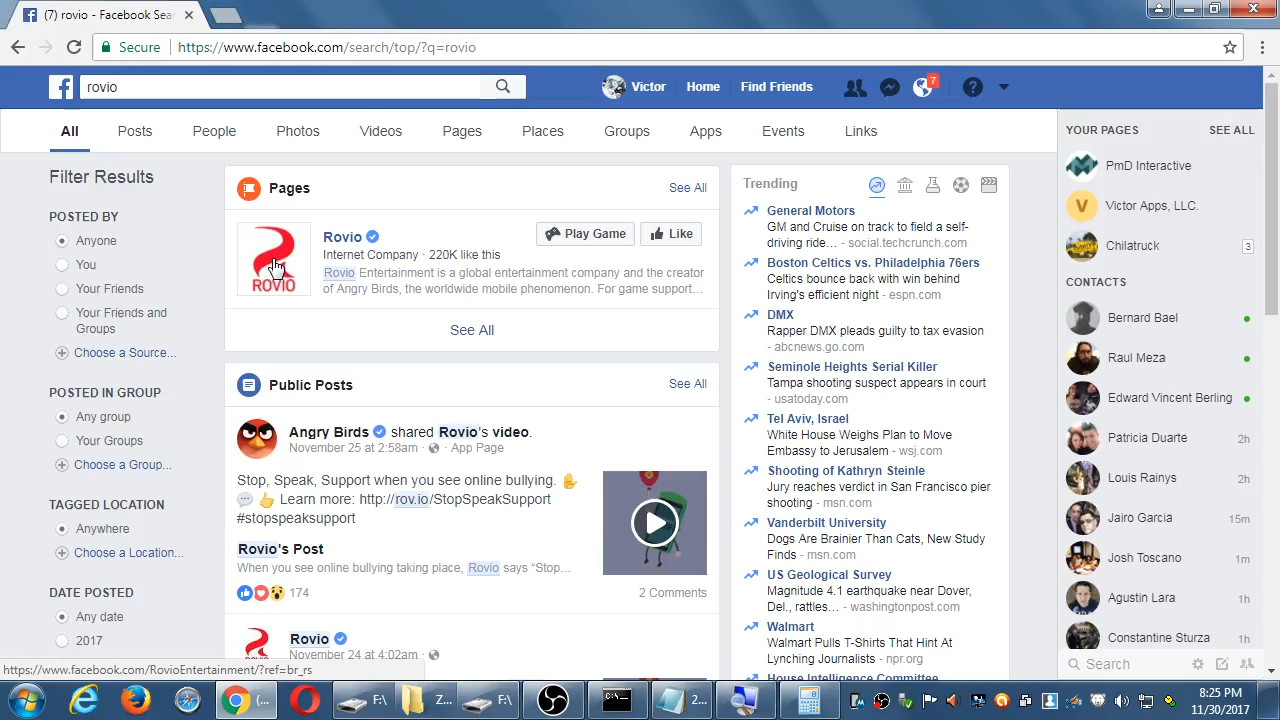 (7) rovio - Facebook Sea
Secure
https://www.facebook.com/search/top/?q=rovio
rovio
Victor
Home
Find Friends
7
All
Posts
People
Photos
Videos
Pages
Places
Groups
Apps
Events
Links
Filter Results
POSTED BY
Anyone
You
Your Friends
Your Friends and
Groups
Choose a Source...
POSTED IN GROUP
Any group
Your Groups
Choose a Group...
TAGGED LOCATION
Anywhere
Choose a Location...
DATE POSTED
Any date
2017
Pages
See All
ROVIO
Rovio
Play Game
Like
Internet Company · 220K like this
Rovio Entertainment is a global entertainment company and the creator
of Angry Birds, the worldwide mobile phenomenon. For game support...
See All
Public Posts
See All
Angry Birds shared Rovio's video.
November 25 at 2:58am · App Page
Stop, Speak, Support when you see online bullying. ✋
💬 👍 Learn more: http://rov.io/StopSpeakSupport
#stopspeaksupport
Rovio's Post
When you see online bullying taking place, Rovio says “Stop...
174
2 Comments
Rovio
November 24 at 4:02am ·
Trending
General Motors
GM and Cruise on track to field a self-
driving ride... - social.techcrunch.com
Boston Celtics vs. Philadelphia 76ers
Celtics bounce back with win behind
Irving's efficient night - espn.com
DMX
Rapper DMX pleads guilty to tax evasion
- abcnews.go.com
Seminole Heights Serial Killer
Tampa shooting suspect appears in court
- usatoday.com
Tel Aviv, Israel
White House Weighs Plan to Move
Embassy to Jerusalem - wsj.com
Shooting of Kathryn Steinle
Jury reaches verdict in San Francisco pier
shooting - msn.com
Vanderbilt University
Dogs Are Brainier Than Cats, New Study
Finds - msn.com
US Geological Survey
Magnitude 4.1 earthquake near Dover,
Del., rattles... - washingtonpost.com
Walmart
Walmart Pulls T-Shirts That Hint At
Lynching Journalists - npr.org
House Intelligence Committee
YOUR PAGES
SEE ALL
PmD Interactive
V
Victor Apps, LLC.
Chilatruck
3
CONTACTS
Bernard Bael
Raul Meza
Edward Vincent Berling
Patricia Duarte
2h
Louis Rainys
2h
Jairo Garcia
15m
Josh Toscano
1m
Agustin Lara
1h
Constantine Sturza
1h
Search
https://www.facebook.com/RovioEntertainment/?ref=br_rs
(...
F:\
Z...
F:\
2...
8:25 PM
11/30/2017